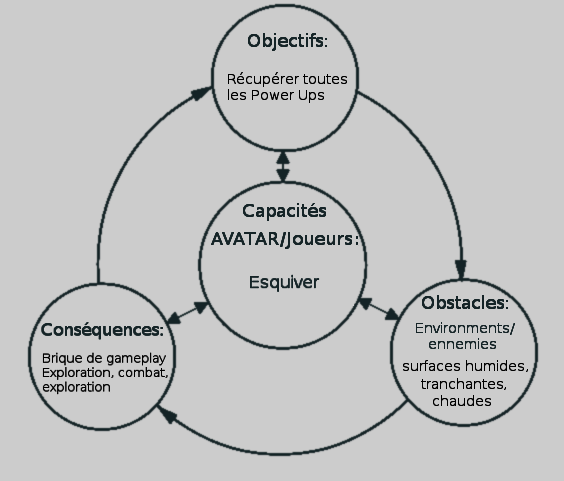 Objectifs:
Récupérer toutes
les Power Ups
Capacités
AVATAR/Joueurs:
Esquiver
Obstacles:
Environments/
ennemies
surfaces humides,
tranchantes,
chaudes
Conséquences:
Brique de gameplay
Exploration, combat,
exploration